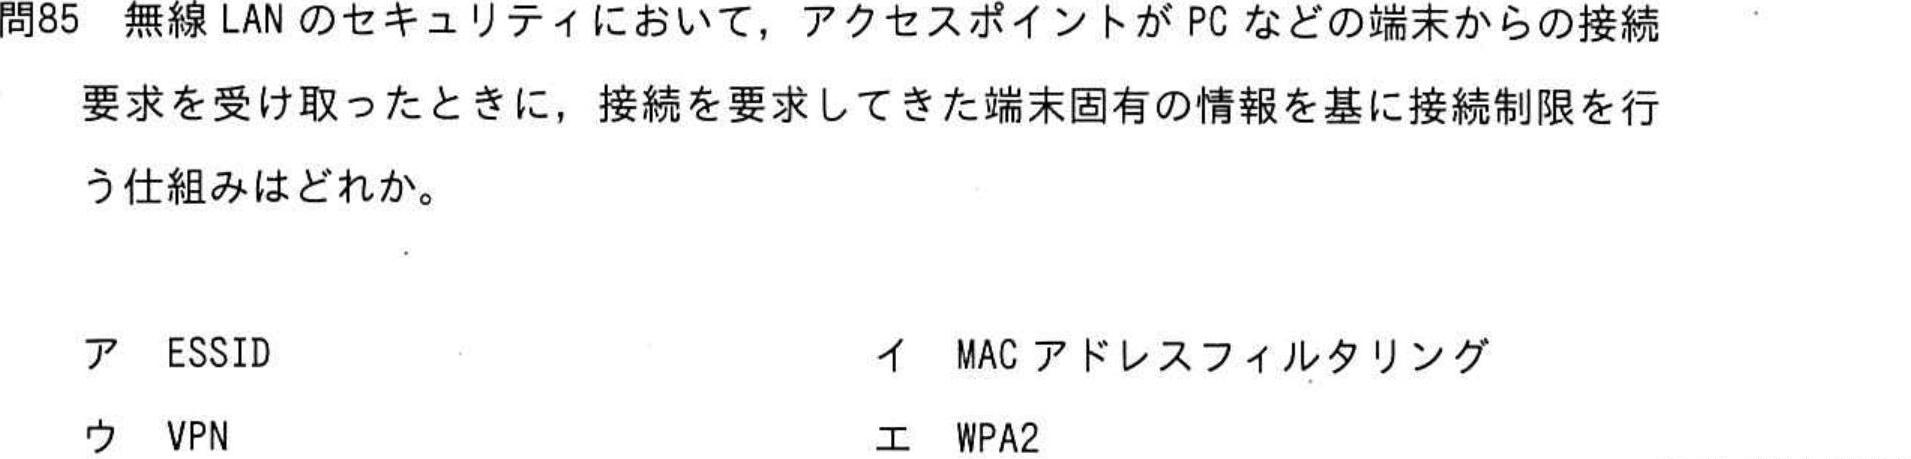 問85 無線 LAN のセキュリティにおいて，アクセスポイントが PC などの端末からの接続
要求を受け取ったときに，接続を要求してきた端末固有の情報を基に接続制限を行
う仕組みはどれか。
ア ESSID イ MAC アドレスフィルタリング
ウ VPN エ WPA2